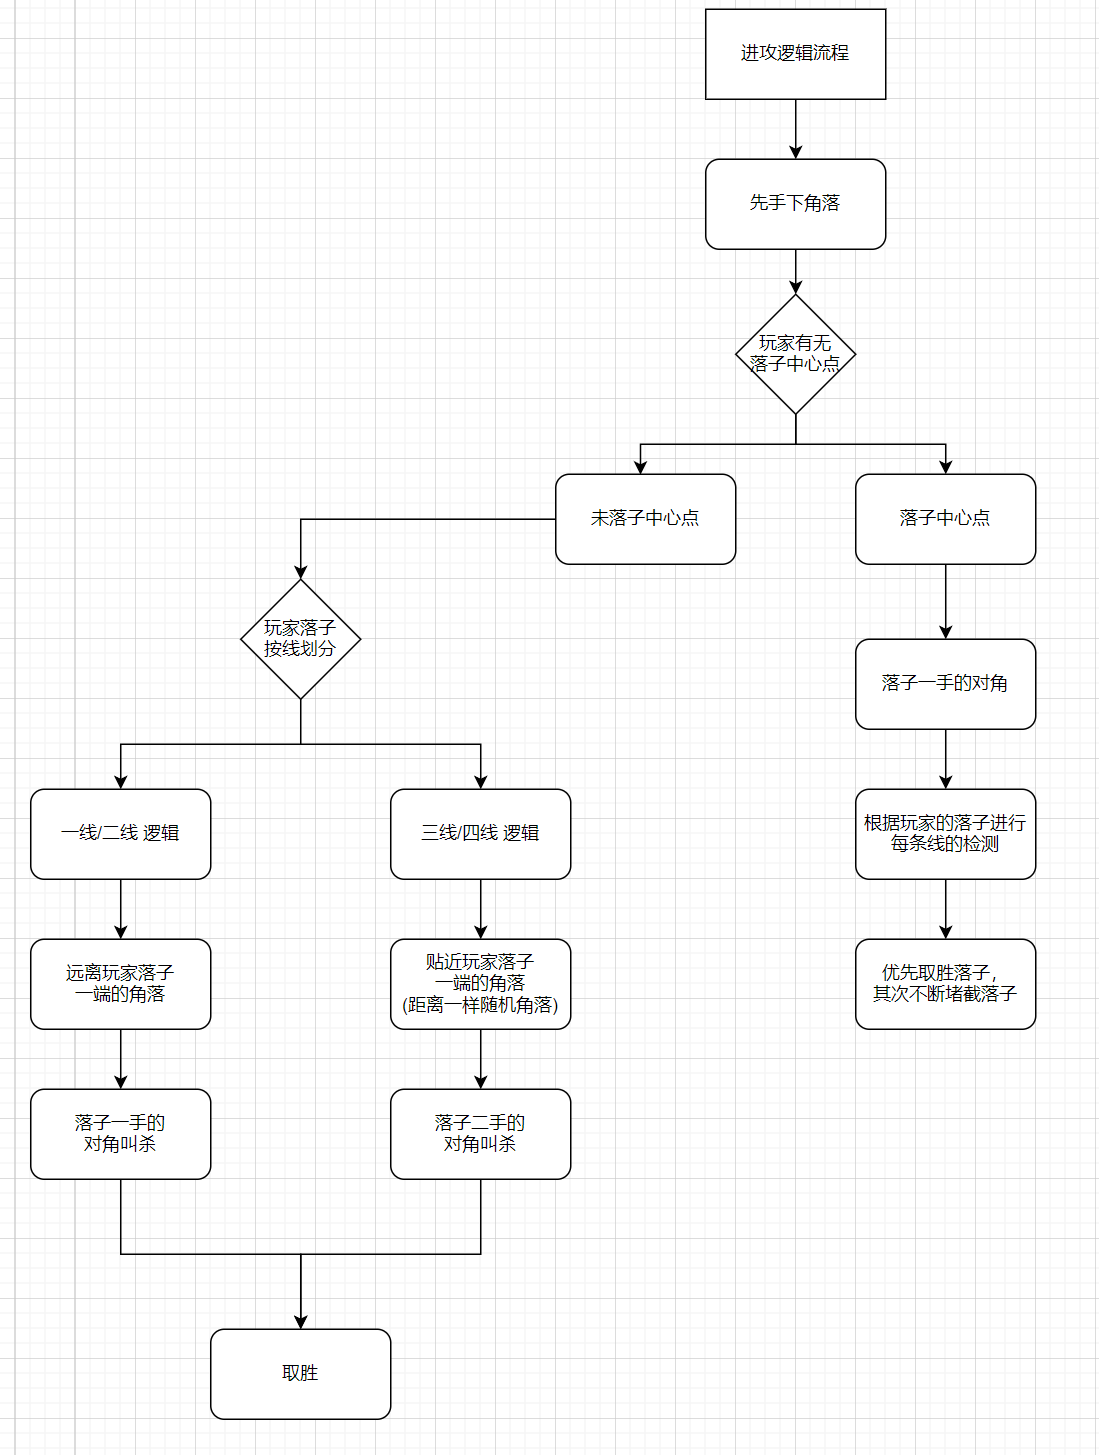 进攻逻辑流程
先手下角落
玩家有无
落子中心点
未落子中心点
落子中心点
玩家落子
按线划分
落子一手的对角
一线/二线 逻辑
三线/四线 逻辑
根据玩家的落子进行
每条线的检测
远离玩家落子
一端的角落
贴近玩家落子
一端的角落
(距离一样随机角落)
优先取胜落子，
其次不断堵截落子
落子一手的
对角叫杀
落子二手的
对角叫杀
取胜